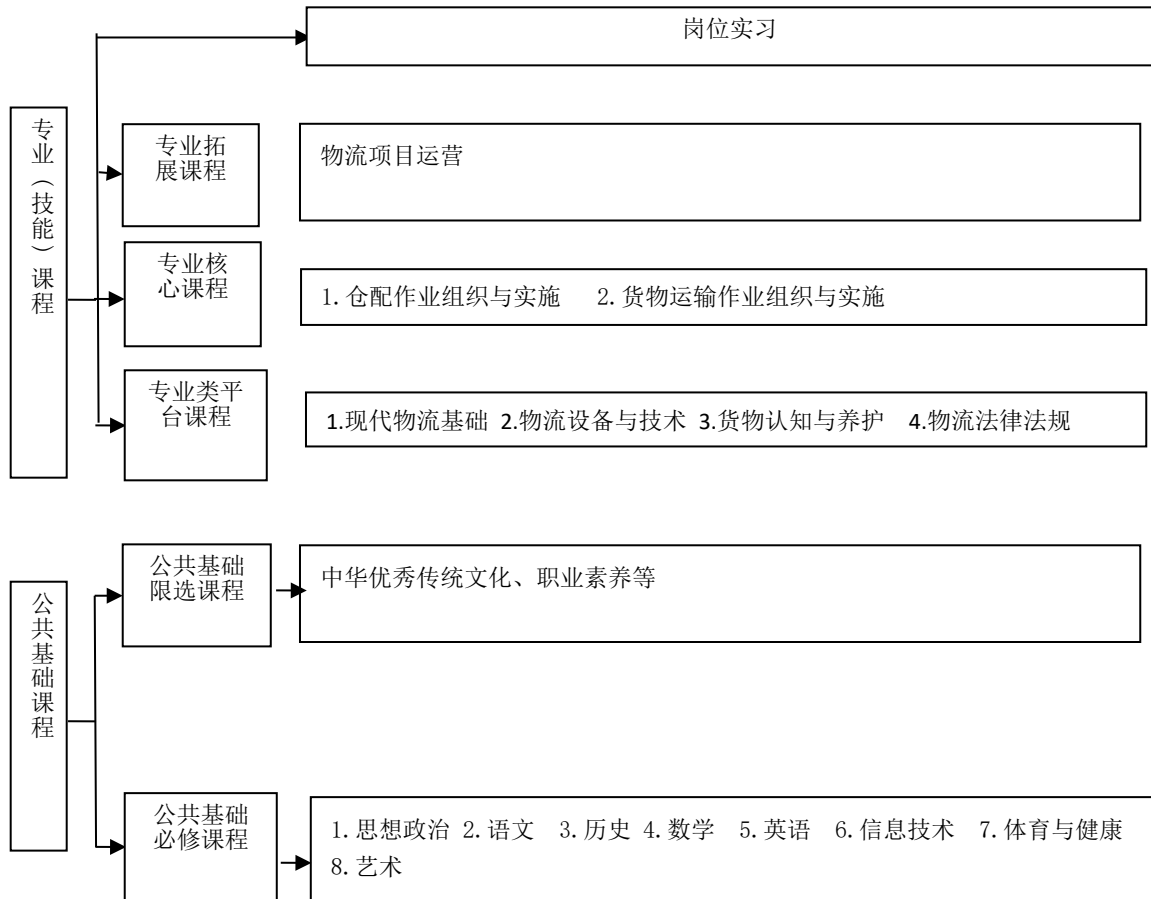 岗位实习
专业（技能）课程
专业拓
展课程
物流项目运营
专业核
心课程
1.仓配作业组织与实施 2.货物运输作业组织与实施
专业类平
台课程
1.现代物流基础 2.物流设备与技术 3.货物认知与养护 4.物流法律法规
公共基础课程
公共基础
限选课程
中华优秀传统文化、职业素养等
公共基础
必修课程
1.思想政治 2.语文 3.历史 4.数学 5.英语 6.信息技术 7.体育与健康
8.艺术